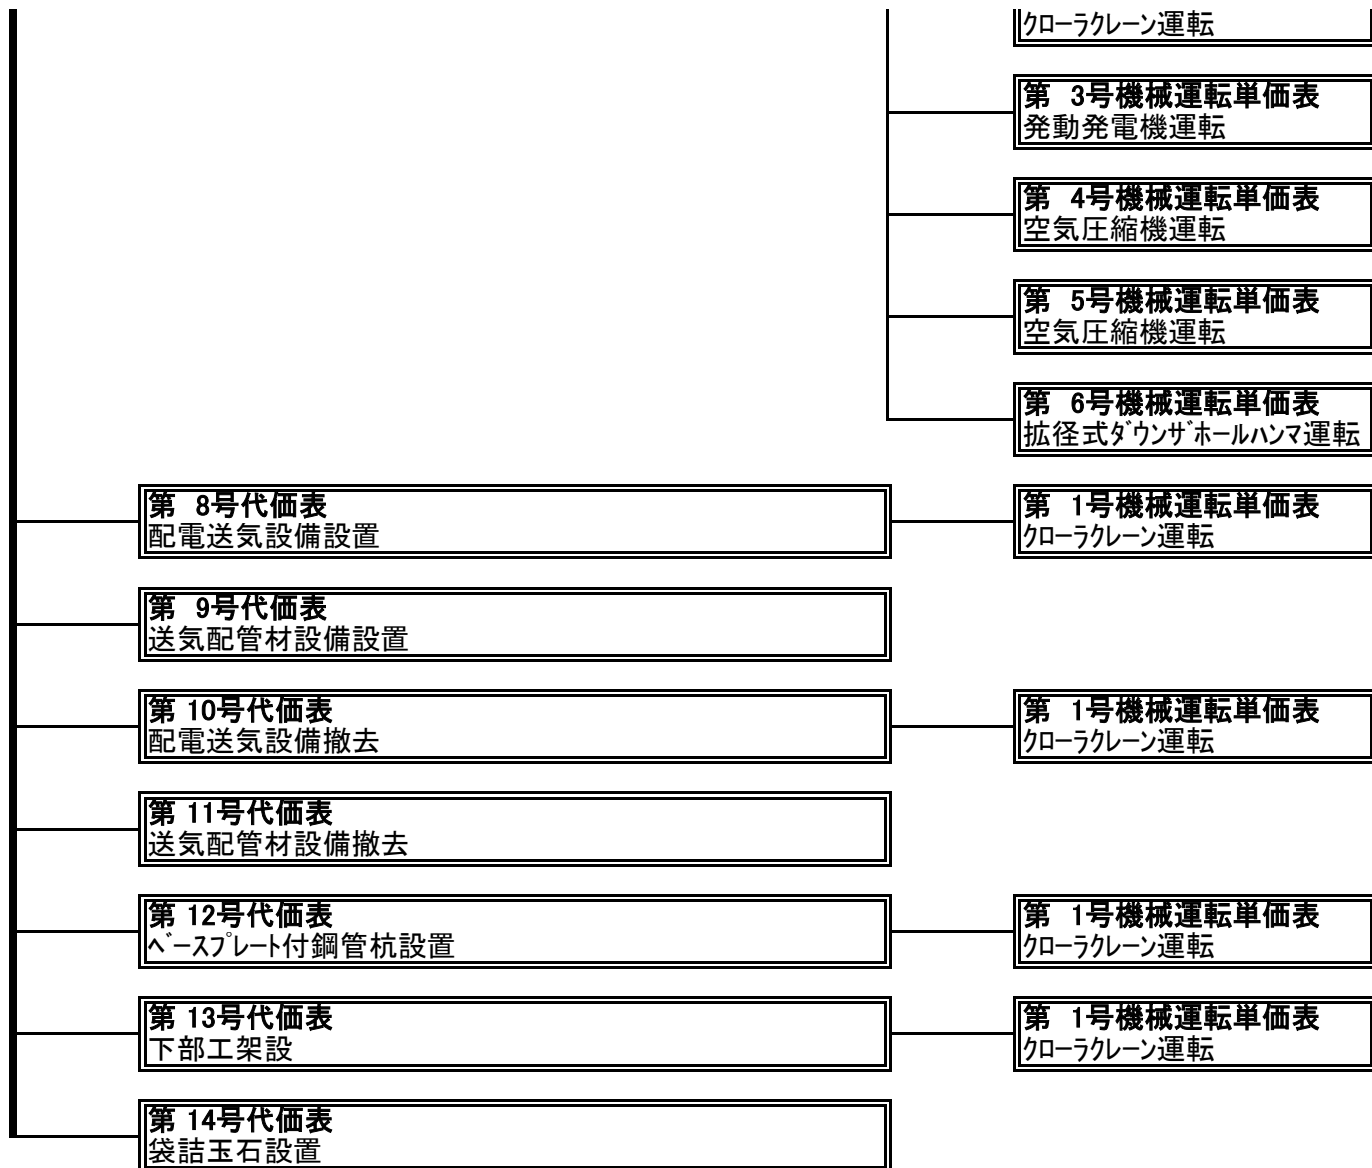 ｸﾛｰﾗｸﾚｰﾝ運転
第　3号機械運転単価表
発動発電機運転
第　4号機械運転単価表
空気圧縮機運転
第　5号機械運転単価表
空気圧縮機運転
第　6号機械運転単価表
拡径式ﾀﾞｳﾝｻﾞﾎｰﾙﾊﾝﾏ運転
第　8号代価表
配電送気設備設置
第　1号機械運転単価表
ｸﾛｰﾗｸﾚｰﾝ運転
第　9号代価表
送気配管材設備設置
第 10号代価表
配電送気設備撤去
第　1号機械運転単価表
ｸﾛｰﾗｸﾚｰﾝ運転
第 11号代価表
送気配管材設備撤去
第 12号代価表
ﾍﾞｰｽﾌﾟﾚｰﾄ付鋼管杭設置
第　1号機械運転単価表
ｸﾛｰﾗｸﾚｰﾝ運転
第 13号代価表
下部工架設
第　1号機械運転単価表
ｸﾛｰﾗｸﾚｰﾝ運転
第 14号代価表
袋詰玉石設置